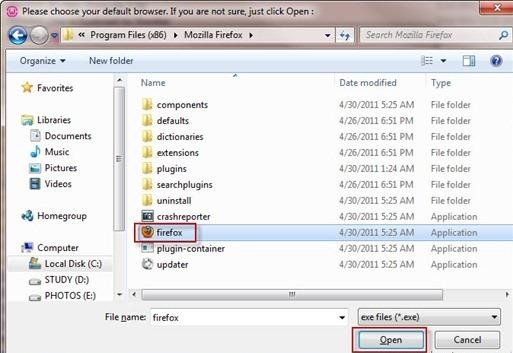 Please choose your default browser. If you are not sure, just click Open :
« Program Files (x86) ▸ Mozilla Firefox
Search Mozilla Firefox
Organize
New folder
Name
Date modified
Type
Favorites
Libraries
Documents
Music
Pictures
Videos
Homegroup
Computer
Local Disk (C:)
STUDY (D:)
PHOTOS (E:)
components 4/30/2011 5:25 AM File folder
defaults 4/26/2011 6:51 PM File folder
dictionaries 4/30/2011 5:25 AM File folder
extensions 4/26/2011 6:51 PM File folder
plugins 4/30/2011 1:24 AM File folder
searchplugins 4/26/2011 6:51 PM File folder
uninstall 4/30/2011 5:25 AM File folder
crashreporter 4/30/2011 5:25 AM Application
firefox 4/30/2011 5:25 AM Application
plugin-container 4/30/2011 5:25 AM Application
updater 4/30/2011 5:25 AM Application
File name: firefox
exe files (*.exe)
Open
Cancel